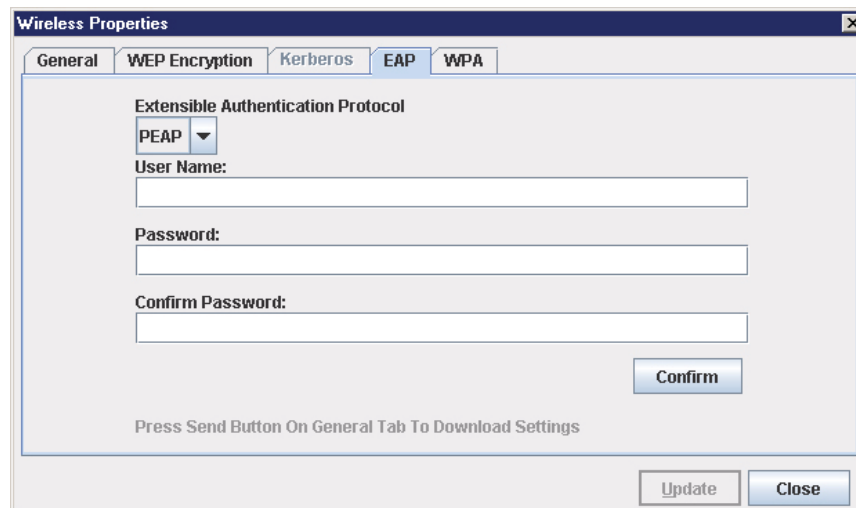 Wireless Properties
General WEP Encryption Kerberos EAP WPA
Extensible Authentication Protocol
PEAP
User Name:
Password:
Confirm Password:
Confirm
Press Send Button On General Tab To Download Settings
Update Close